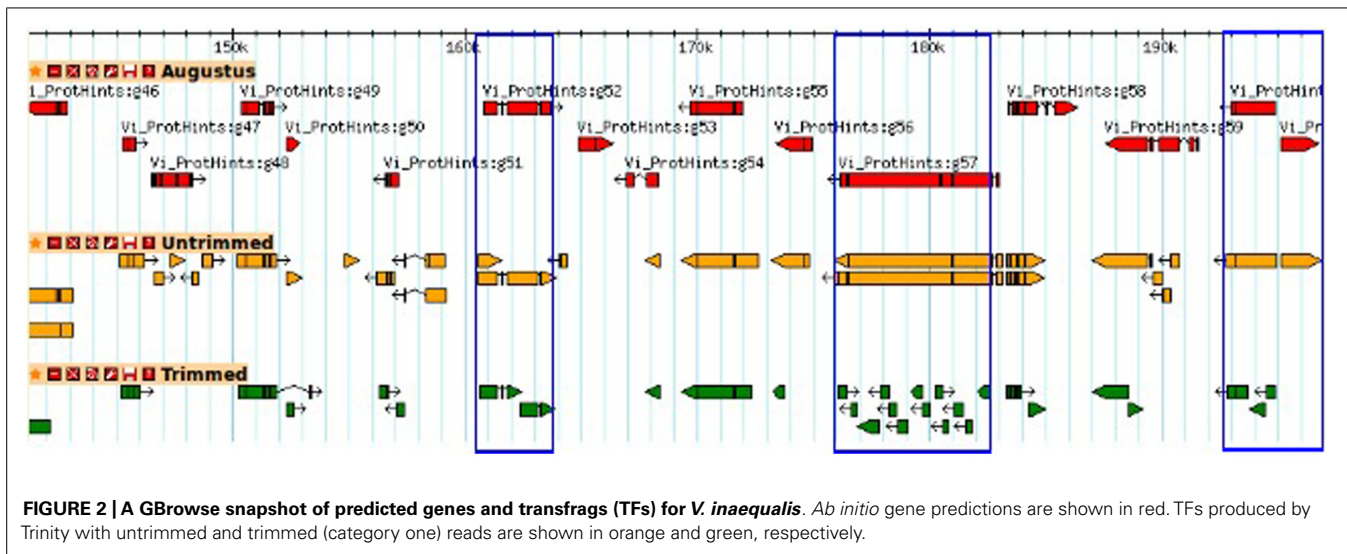 150k 160k 170k 180k 190k
Augustus
i_ProtHints:g46 Vi_ProtHints:g49 Vi_ProtHints:g52 Vi_ProtHints:g55 Vi_ProtHints:g58 Vi_ProtHint
Vi_ProtHints:g47 Vi_ProtHints:g50 Vi_ProtHints:g53 Vi_ProtHints:g56 Vi_ProtHints:g59 Vi_Pr
Vi_ProtHints:g48 Vi_ProtHints:g51 Vi_ProtHints:g54 Vi_ProtHints:g57
Untrimmed
Trimmed
FIGURE 2 | A GBrowse snapshot of predicted genes and transfrags (TFs) for V. inaequalis. Ab initio gene predictions are shown in red. TFs produced by
Trinity with untrimmed and trimmed (category one) reads are shown in orange and green, respectively.